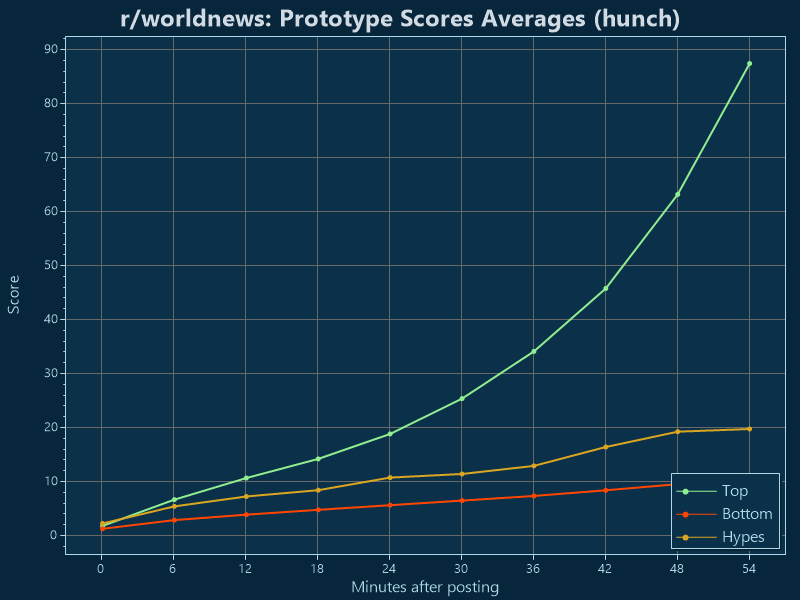 r/worldnews: Prototype Scores Averages (hunch)
90
80
70
60
50
40
30
20
10
0
Score
0 6 12 18 24 30 36 42 48 54
Minutes after posting
Top
Bottom
Hypes